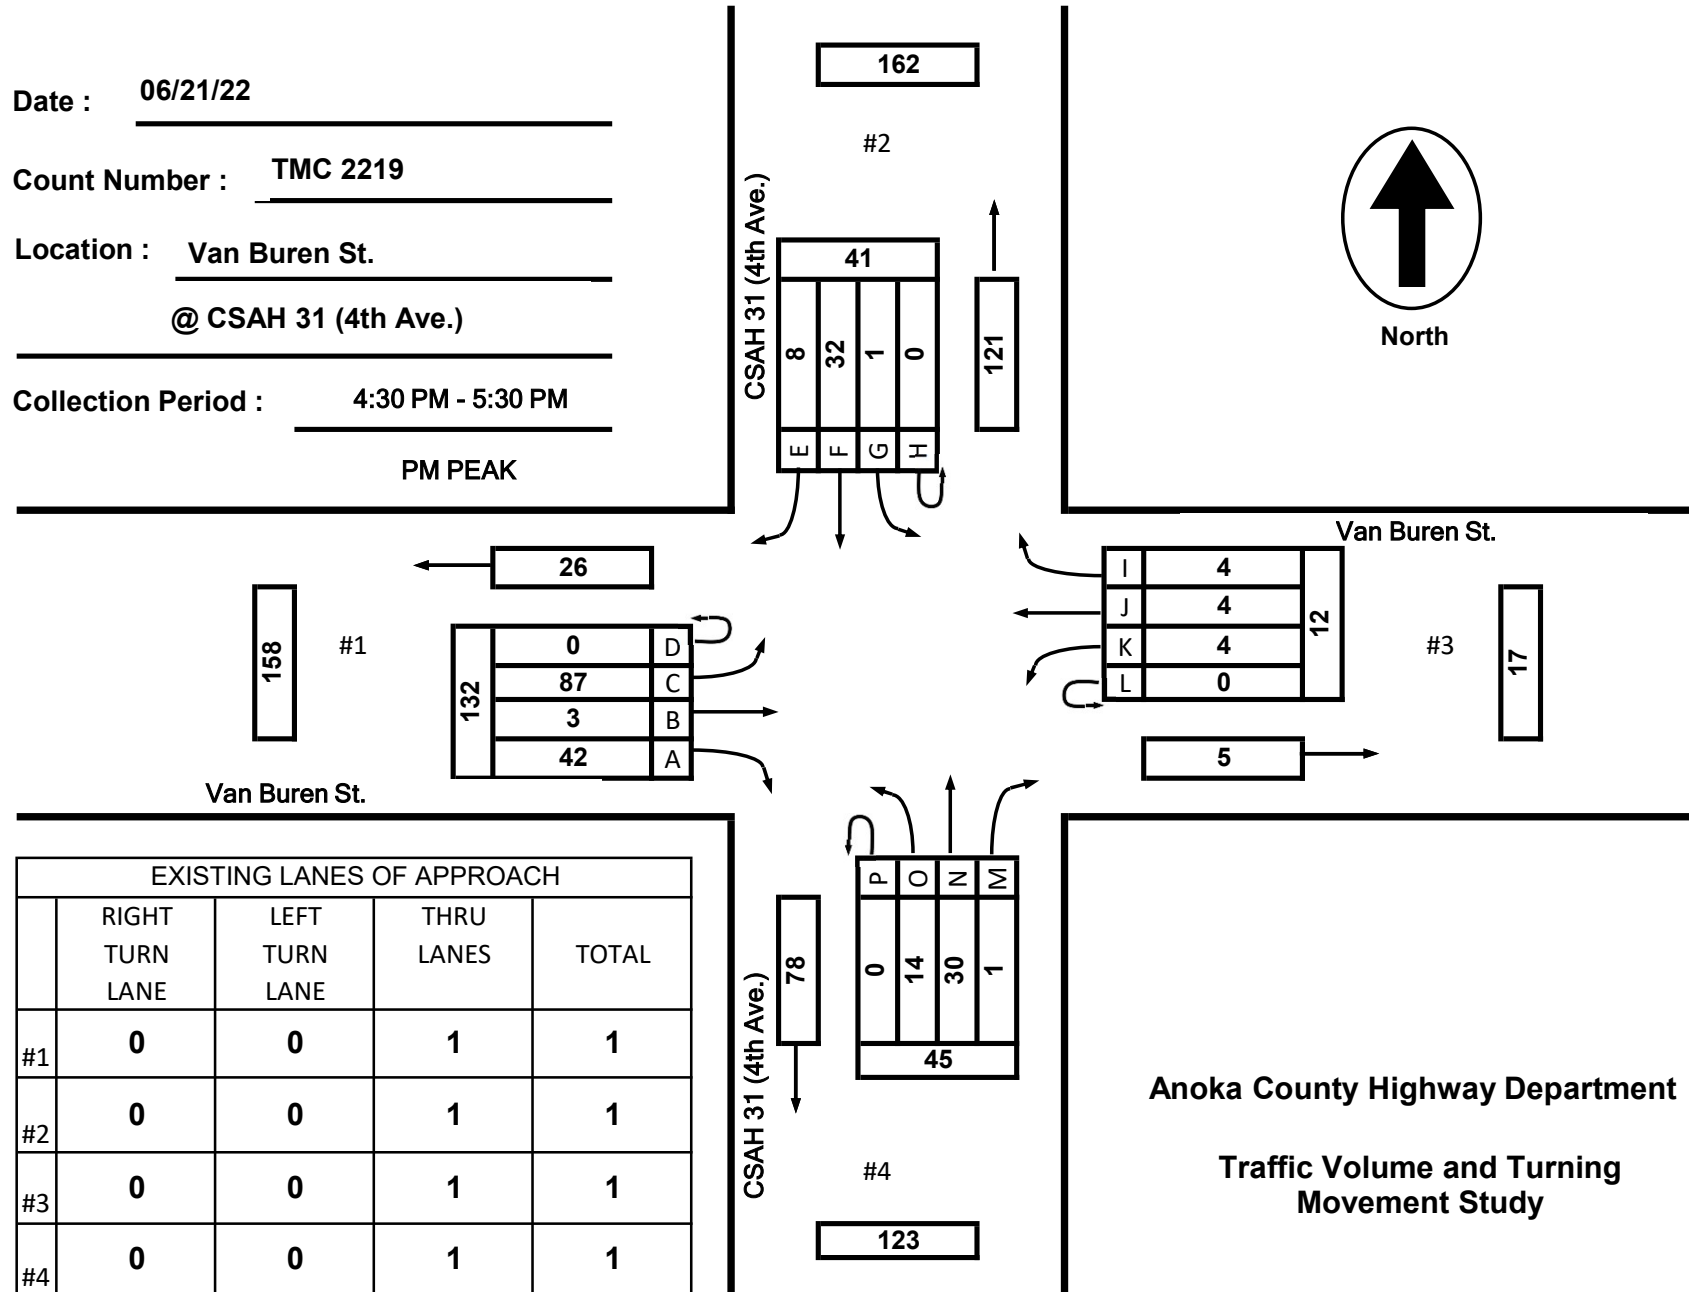 Date : 06/21/22
Count Number : TMC 2219
Location : Van Buren St.
@ CSAH 31 (4th Ave.)
Collection Period : 4:30 PM - 5:30 PM
PM PEAK
162
#2
CSAH 31 (4th Ave.)
41
8 32 1 0
E F G H
121
North
Van Buren St.
26
158
#1
132
0 D
87 C
3 B
42 A
Van Buren St.
I 4
J 4
K 4
L 0
12
#3
17
5
P O N M
0 14 30 1
45
78
CSAH 31 (4th Ave.)
#4
123
EXISTING LANES OF APPROACH
RIGHT LEFT THRU
TURN TURN LANES TOTAL
LANE LANE
#1 0 0 1 1
#2 0 0 1 1
#3 0 0 1 1
#4 0 0 1 1
Anoka County Highway Department
Traffic Volume and Turning
Movement Study